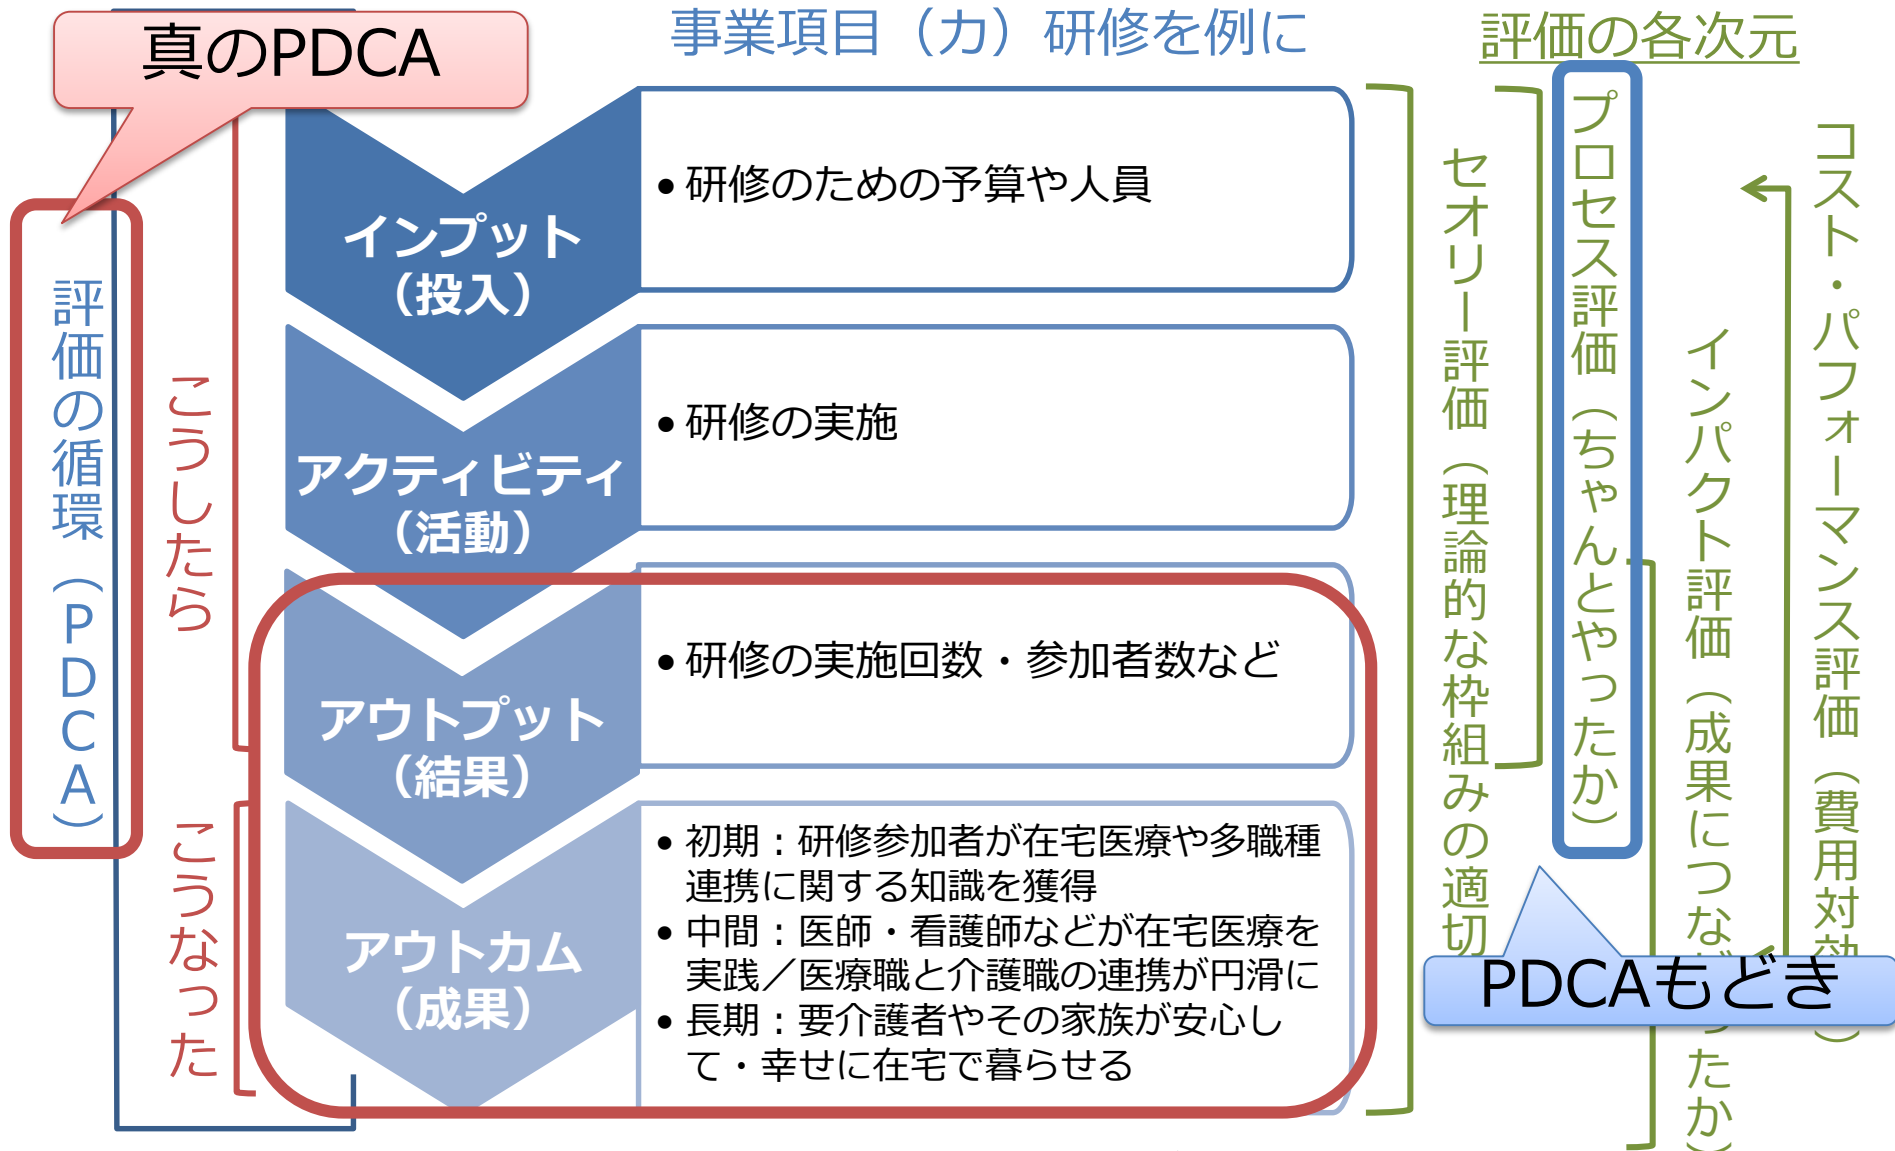 真のPDCA
事業項目（カ）研修を例に
評価の各次元
評価の循環（PDCA）
こうしたら
こうなった
インプット
（投入）
・研修のための予算や人員
アクティビティ
（活動）
・研修の実施
アウトプット
（結果）
・研修の実施回数・参加者数など
アウトカム
（成果）
・初期：研修参加者が在宅医療や多職種
連携に関する知識を獲得
・中間：医師・看護師などが在宅医療を
実践／医療職と介護職の連携が円滑に
・長期：要介護者やその家族が安心し
て・幸せに在宅で暮らせる
セオリー評価（理論的な枠組みの適切
プロセス評価（ちゃんとやったか）
インパクト評価（成果につながったか）
コスト・パフォーマンス評価（費用対効）
PDCAもどき